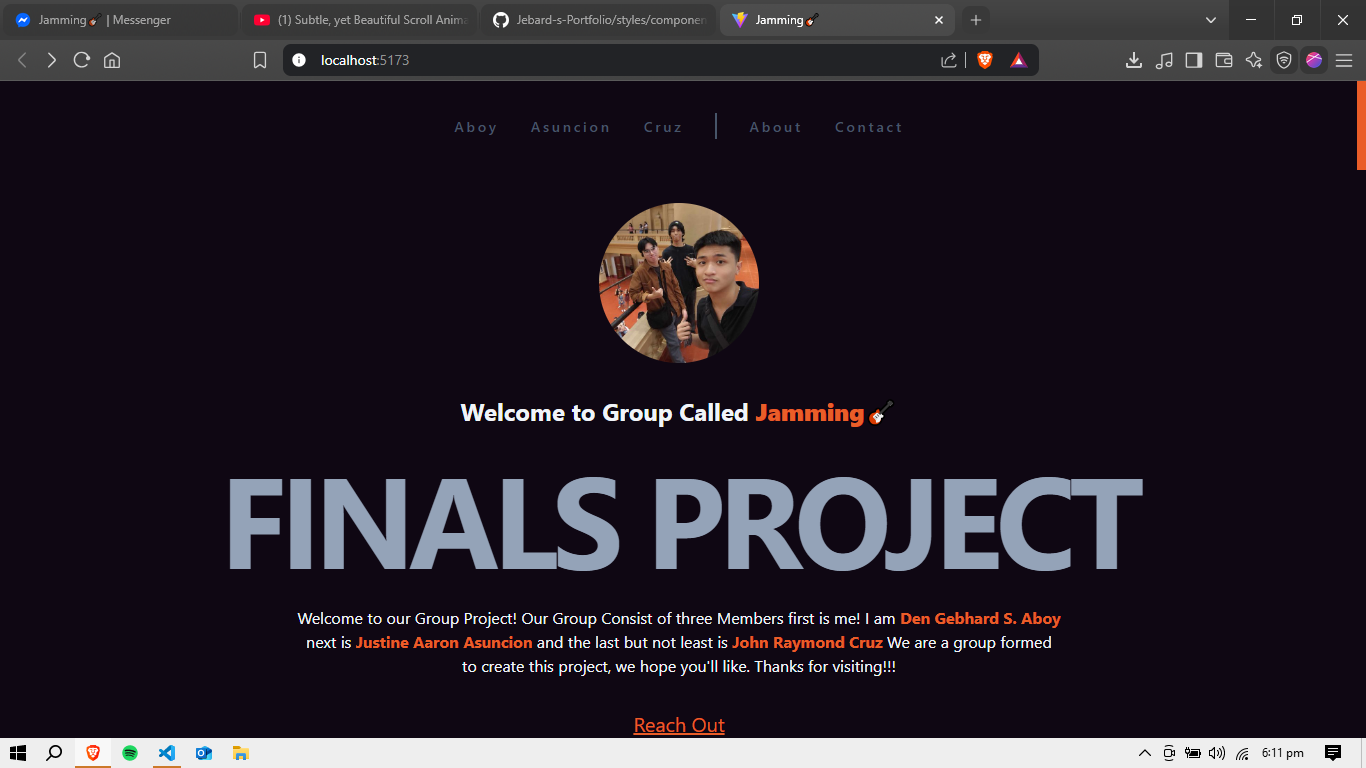 Jamming🎸 | Messenger
(1) Subtle, yet Beautiful Scroll Anima
Jebard-s-Portfolio/styles/componen
Jamming🎸
localhost:5173
Aboy Asuncion Cruz | About Contact
Welcome to Group Called Jamming🎸
FINALS PROJECT
Welcome to our Group Project! Our Group Consist of three Members first is me! I am Den Gebhard S. Aboy
next is Justine Aaron Asuncion and the last but not least is John Raymond Cruz We are a group formed
to create this project, we hope you'll like. Thanks for visiting!!!
Reach Out
6:11 pm